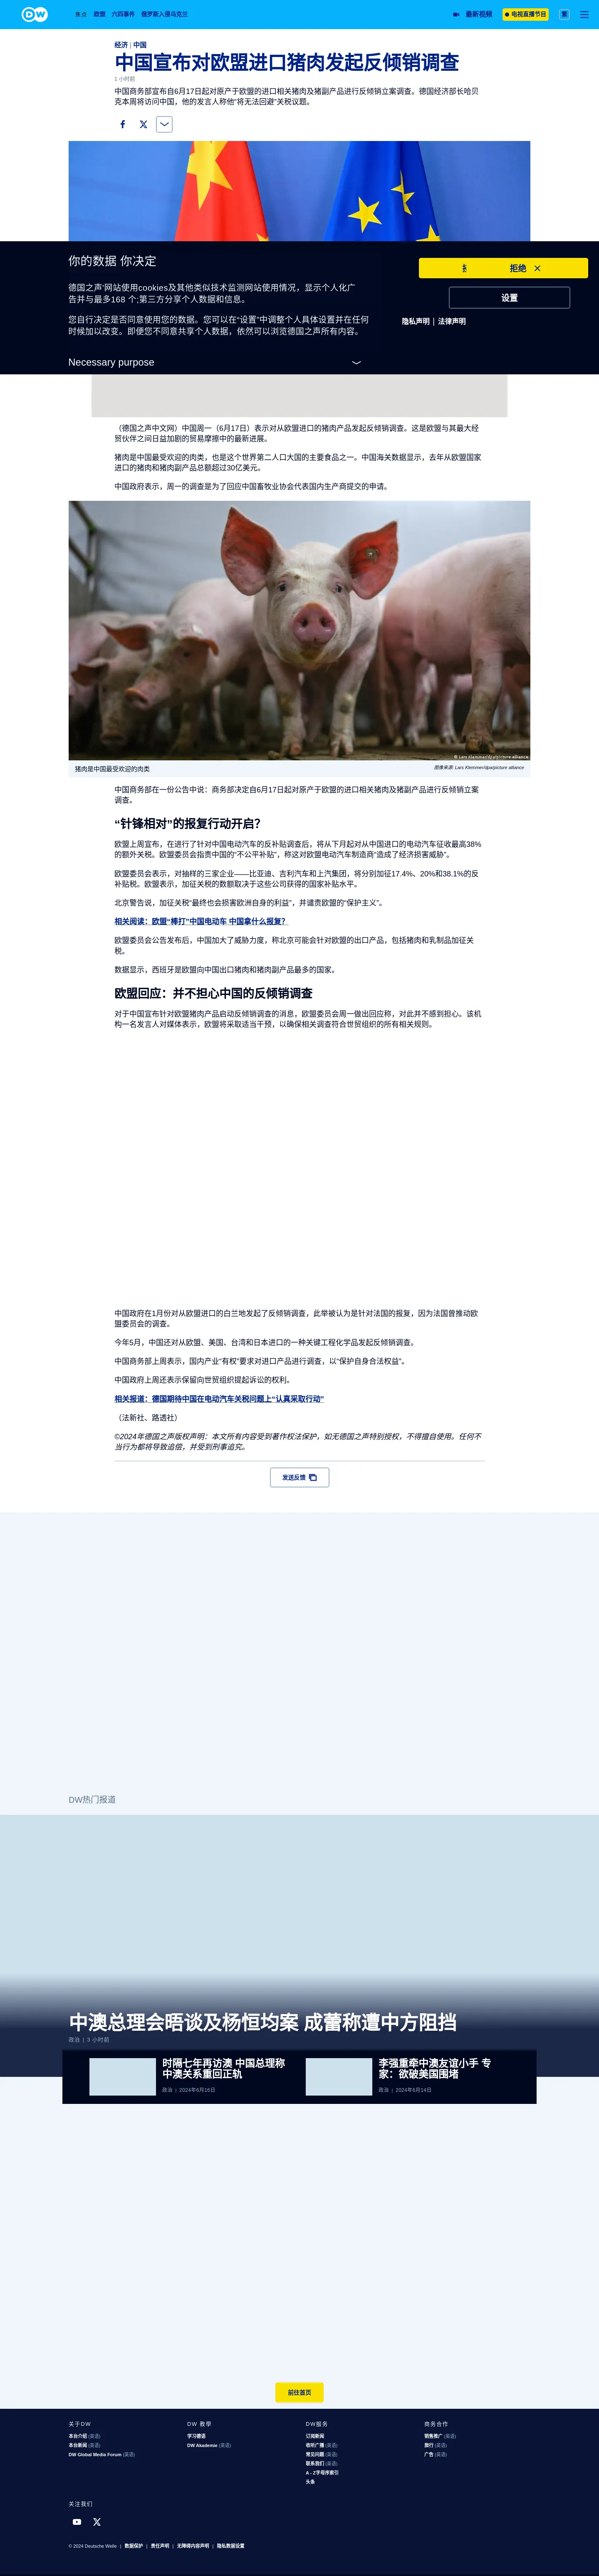 DW
焦点 欧盟 六四事件 俄罗斯入侵乌克兰
最新视频 电视直播节目 繁
经济 | 中国
中国宣布对欧盟进口猪肉发起反倾销调查
1 小时前
中国商务部宣布自6月17日起对原产于欧盟的进口相关猪肉及猪副产品进行反倾销立案调查。德国经济部长哈贝
克本周将访问中国，他的发言人称他“将无法回避”关税议题。
你的数据 你决定
德国之声'网站使用cookies及其他类似技术监测网站使用情况，显示个人化广
告并与最多168 个;第三方分享个人数据和信息。
您自行决定是否同意使用您的数据。您可以在“设置”中调整个人具体设置并在任何
时候加以改变。即便您不同意共享个人数据，依然可以浏览德国之声所有内容。
Necessary purpose
拒绝
设置
隐私声明 | 法律声明
（德国之声中文网）中国周一（6月17日）表示对从欧盟进口的猪肉产品发起反倾销调查。这是欧盟与其最大经
贸伙伴之间日益加剧的贸易摩擦中的最新进展。
猪肉是中国最受欢迎的肉类，也是这个世界第二人口大国的主要食品之一。中国海关数据显示，去年从欧盟国家
进口的猪肉和猪肉副产品总额超过30亿美元。
中国政府表示，周一的调查是为了回应中国畜牧业协会代表国内生产商提交的申请。
© Lars Klemmer/dpa/picture alliance
猪肉是中国最受欢迎的肉类
图像来源: Lars Klemmer/dpa/picture alliance
中国商务部在一份公告中说：商务部决定自6月17日起对原产于欧盟的进口相关猪肉及猪副产品进行反倾销立案
调查。
“针锋相对”的报复行动开启？
欧盟上周宣布，在进行了针对中国电动汽车的反补贴调查后，将从下月起对从中国进口的电动汽车征收最高38%
的额外关税。欧盟委员会指责中国的“不公平补贴”，称这对欧盟电动汽车制造商“造成了经济损害威胁”。
欧盟委员会表示，对抽样的三家企业——比亚迪、吉利汽车和上汽集团，将分别加征17.4%、20%和38.1%的反
补贴税。欧盟表示，加征关税的数额取决于这些公司获得的国家补贴水平。
北京警告说，加征关税“最终也会损害欧洲自身的利益”，并谴责欧盟的“保护主义”。
相关阅读：欧盟“棒打”中国电动车 中国拿什么报复？
欧盟委员会公告发布后，中国加大了威胁力度，称北京可能会针对欧盟的出口产品，包括猪肉和乳制品加征关
税。
数据显示，西班牙是欧盟向中国出口猪肉和猪肉副产品最多的国家。
欧盟回应：并不担心中国的反倾销调查
对于中国宣布针对欧盟猪肉产品启动反倾销调查的消息，欧盟委员会周一做出回应称，对此并不感到担心。该机
构一名发言人对媒体表示，欧盟将采取适当干预，以确保相关调查符合世贸组织的所有相关规则。
中国政府在1月份对从欧盟进口的白兰地发起了反倾销调查，此举被认为是针对法国的报复，因为法国曾推动欧
盟委员会的调查。
今年5月，中国还对从欧盟、美国、台湾和日本进口的一种关键工程化学品发起反倾销调查。
中国商务部上周表示，国内产业“有权”要求对进口产品进行调查，以“保护自身合法权益”。
中国政府上周还表示保留向世贸组织提起诉讼的权利。
相关报道：德国期待中国在电动汽车关税问题上“认真采取行动”
（法新社、路透社）
©2024年德国之声版权声明：本文所有内容受到著作权法保护，如无德国之声特别授权，不得擅自使用。任何不
当行为都将导致追偿，并受到刑事追究。
发送反馈
DW热门报道
中澳总理会晤谈及杨恒均案 成蕾称遭中方阻挡
政治 | 3 小时前
时隔七年再访澳 中国总理称
中澳关系重回正轨
政治 | 2024年6月16日
李强重牵中澳友谊小手 专
家：欲破美国围堵
政治 | 2024年6月14日
前往首页
关于DW
本台介绍 (英语)
本台新闻 (英语)
DW Global Media Forum (英语)
DW 教學
学习德语
DW Akademie (英语)
DW服务
订阅新闻
收听广播 (英语)
常见问题 (英语)
联系我们 (英语)
A - Z字母序索引
头条
商务合作
销售推广 (英语)
旅行 (英语)
广告 (英语)
关注我们
© 2024 Deutsche Welle | 数据保护 | 责任声明 | 无障碍内容声明 | 隐私数据设置